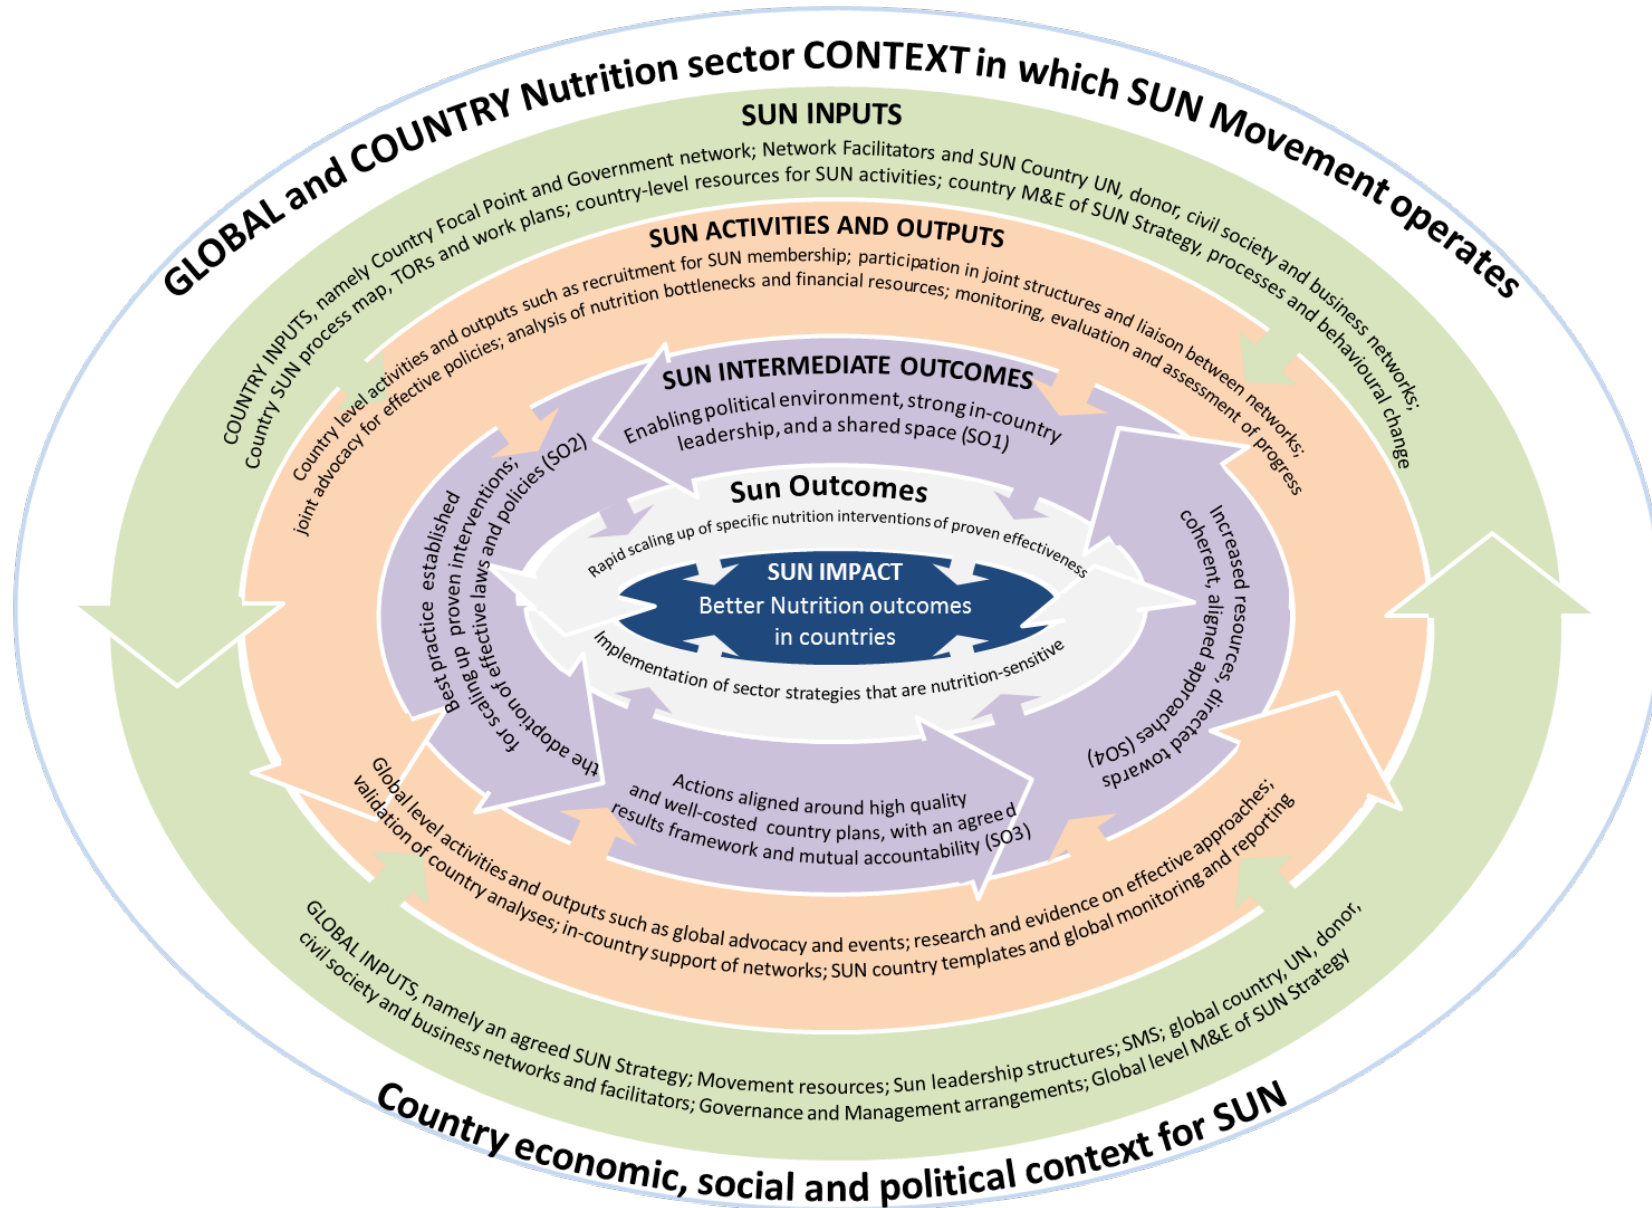 GLOBAL and COUNTRY Nutrition sector CONTEXT in which SUN Movement operates
SUN INPUTS
COUNTRY INPUTS, namely Country Focal Point and Government network; Network Facilitators and SUN Country UN, donor, civil society and business networks;
Country SUN process map, TORs and work plans; country-level resources for SUN activities; country M&E of SUN Strategy, processes and behavioural change
SUN ACTIVITIES AND OUTPUTS
Country level activities and outputs such as recruitment for SUN membership; participation in joint structures and liaison between networks;
joint advocacy for effective policies; analysis of nutrition bottlenecks and financial resources; monitoring, evaluation and assessment of progress
SUN INTERMEDIATE OUTCOMES
Enabling political environment, strong in-country
leadership, and a shared space (SO1)
Best practice established
for scaling up proven interventions;
the adoption of effective laws and policies (SO2)
Increased resources, directed towards
coherent, aligned approaches (SO4)
Sun Outcomes
Rapid scaling up of specific nutrition interventions of proven effectiveness
SUN IMPACT
Better Nutrition outcomes
in countries
Implementation of sector strategies that are nutrition-sensitive
Actions aligned around high quality
and well-costed country plans, with an agreed
results framework and mutual accountability (SO3)
Global level activities and outputs such as global advocacy and events; research and evidence on effective approaches;
validation of country analyses; in-country support of networks; SUN country templates and global monitoring and reporting
GLOBAL INPUTS, namely an agreed SUN Strategy; Movement resources; Sun leadership structures; SMS; global country, UN, donor,
civil society and business networks and facilitators; Governance and Management arrangements; Global level M&E of SUN Strategy
Country economic, social and political context for SUN